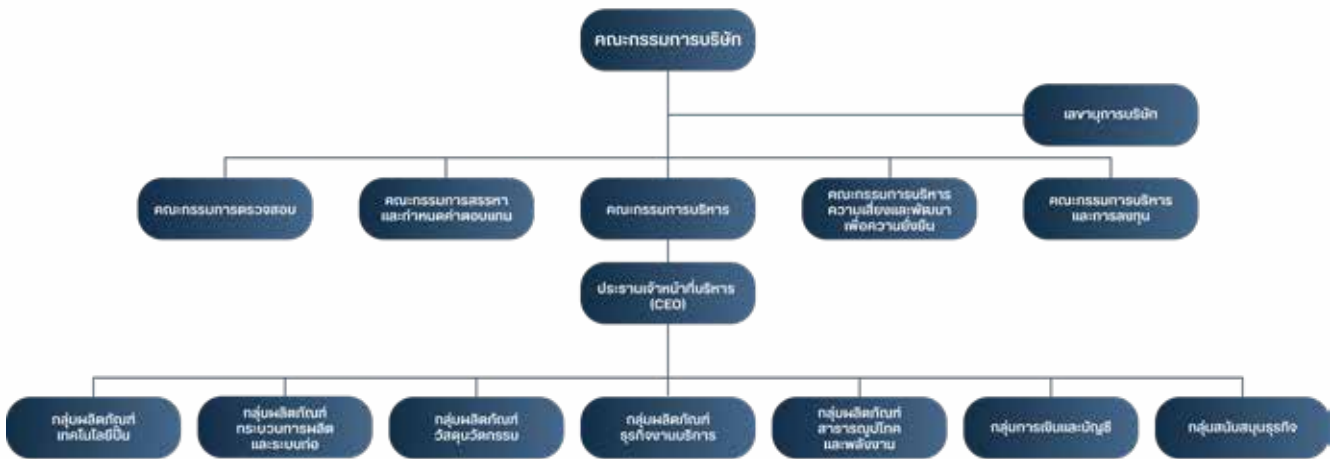 คณะกรรมการบริษัท
เลขานุการบริษัท
คณะกรรมการตรวจสอบ
คณะกรรมการสรรหา
และกำหนดค่าตอบแทน
คณะกรรมการบริหาร
คณะกรรมการบริหาร
ความเสี่ยงและพัฒนา
เพื่อความยั่งยืน
คณะกรรมการบริหาร
และการลงทุน
ประธานเจ้าหน้าที่บริหาร
(CEO)
กลุ่มผลิตภัณฑ์
เทคโนโลยีปั๊ม
กลุ่มผลิตภัณฑ์
กระบวนการผลิต
และระบบท่อ
กลุ่มผลิตภัณฑ์
วัสดุนวัตกรรม
กลุ่มผลิตภัณฑ์
ธุรกิจงานบริการ
กลุ่มผลิตภัณฑ์
สาธารณูปโภค
และพลังงาน
กลุ่มการเงินและบัญชี
กลุ่มสนับสนุนธุรกิจ